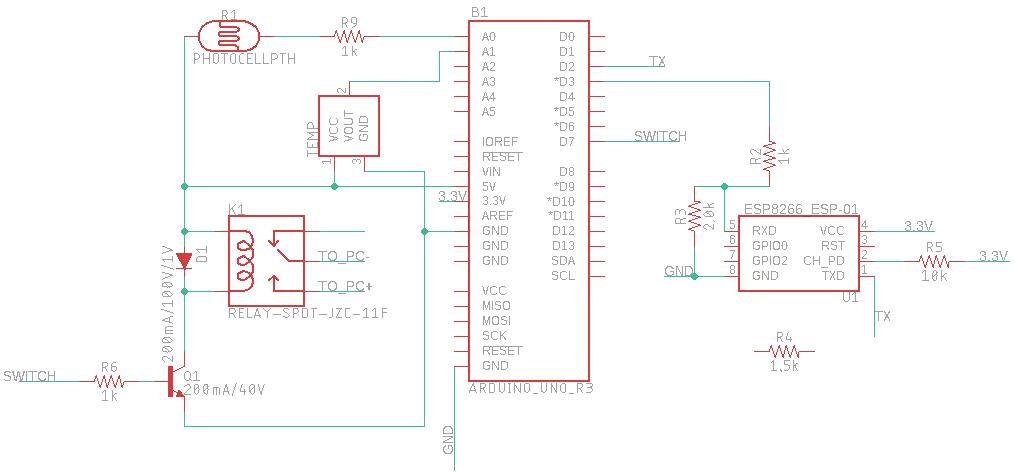 R1
PHOTOCELLPTH
R9
1k
TEMP
VCC
VOUT
GND
1
2
3
B1
A0
A1
A2
A3
A4
A5
IOREF
RESET
VIN
5V
3.3V
3.3V
AREF
GND
GND
GND
VCC
MISO
MOSI
SCK
RESET
GND
GND
D0
D1
D2
*D3
D4
*D5
*D6
D7
D8
*D9
*D10
*D11
D12
D13
SDA
SCL
ARDUINO_UNO_R3
TX
SWITCH
R2
1k
R3
2,0k
GND
ESP8266 ESP-01
5
6
7
8
RXD
GPIO0
GPIO2
GND
VCC
RST
CH_PD
TXD
4
3
2
1
U1
3.3V
R5
10k
3.3V
TX
R4
1.5k
K1
TO_PC-
TO_PC+
RELAY-SPDT-JZC-11F
D1
200mA/100V/1V
SWITCH
R6
1k
Q1
200mA/40V